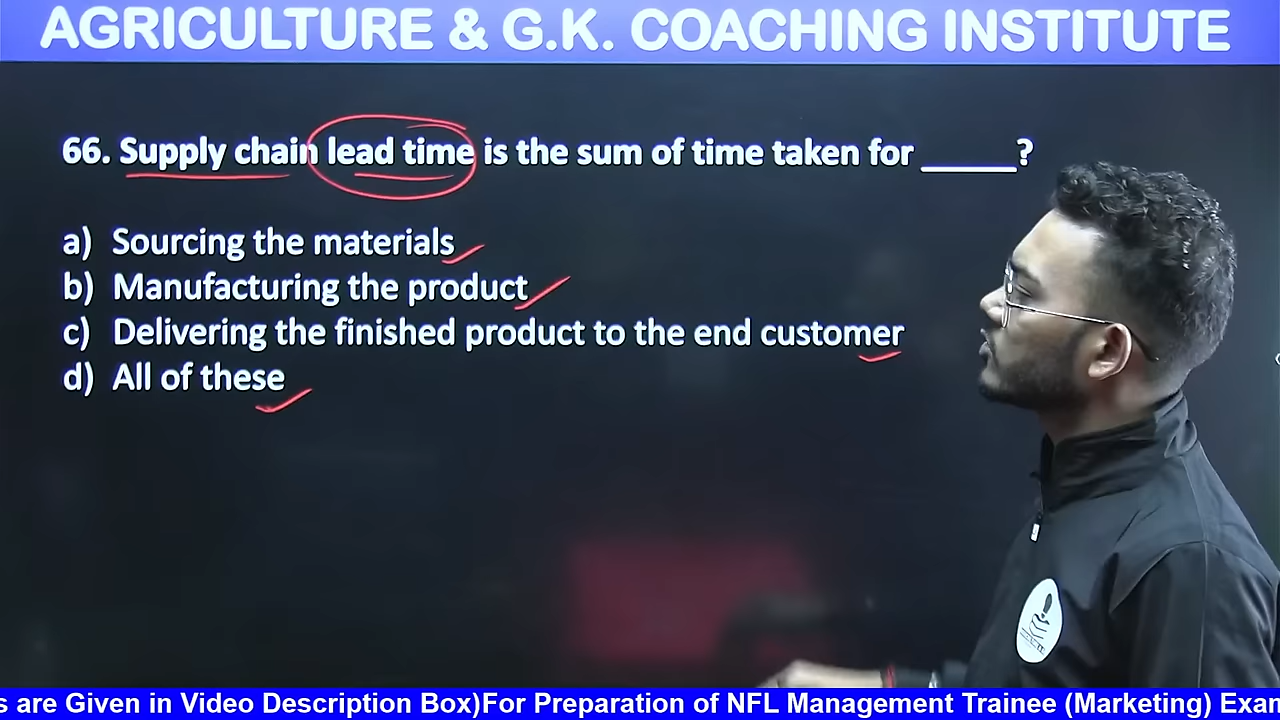 AGRICULTURE & G.K. COACHING INSTITUTE
66. Supply chain lead time is the sum of time taken for ______?
a) Sourcing the materials
b) Manufacturing the product
c) Delivering the finished product to the end customer
d) All of these
s are Given in Video Description Box)For Preparation of NFL Management Trainee (Marketing) Exam